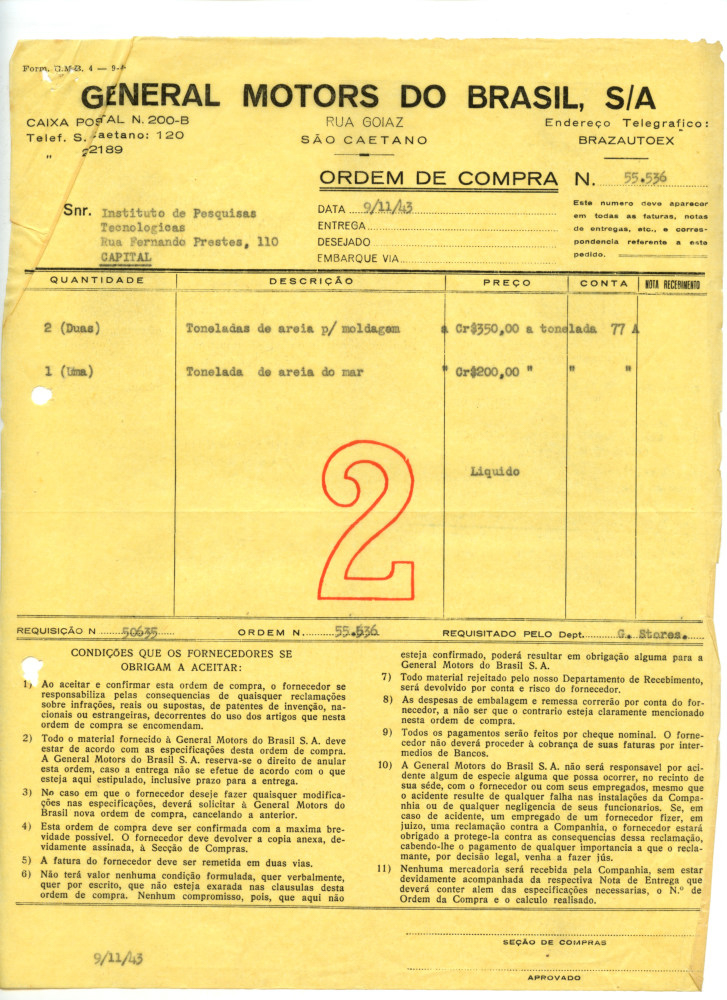 Form. G.M.B. 4 — 9-4
GENERAL MOTORS DO BRASIL, S/A
CAIXA POSTAL N. 200-B
Telef. S. Caetano: 120
" 2189
RUA GOIAZ
SÃO CAETANO
Endereço Telegrafico:
BRAZAUTOEX
ORDEM DE COMPRA N. 55.536
Snr. Instituto de Pesquisas
Tecnologicas
Rua Fernando Prestes, 110
CAPITAL
DATA 9/11/43
ENTREGA
DESEJADO
EMBARQUE VIA
Este numero deve aparecer
em todas as faturas, notas
de entregas, etc., e corres-
pondencia referente a este
pedido.
QUANTIDADE DESCRIÇÃO PREÇO CONTA NOTA RECEBIMENTO
2 (Duas) Toneladas de areia p/ moldagem a Cr$350,00 a tonelada 77 A
1 (Uma) Tonelada de areia do mar " Cr$200,00 " " "
Liquido
2
REQUISIÇÃO N 50635 ORDEM N. 55.536 REQUISITADO PELO Dept. G. Stores.
CONDIÇÕES QUE OS FORNECEDORES SE
OBRIGAM A ACEITAR:
1) Ao aceitar e confirmar esta ordem de compra, o fornecedor se
responsabiliza pelas consequencias de quaisquer reclamações
sobre infrações, reais ou supostas, de patentes de invenção, na-
cionais ou estrangeiras, decorrentes do uso dos artigos que nesta
ordem de compra se encomendam.
2) Todo o material fornecido à General Motors do Brasil S. A. deve
estar de acordo com as especificações desta ordem de compra.
A General Motors do Brasil S. A. reserva-se o direito de anular
esta ordem, caso a entrega não se efetue de acordo com o que
esteja aqui estipulado, inclusive prazo para a entrega.
3) No caso em que o fornecedor deseje fazer quaisquer modifica-
ções nas especificações, deverá solicitar à General Motors do
Brasil nova ordem de compra, cancelando a anterior.
4) Esta ordem de compra deve ser confirmada com a maxima bre-
vidade possivel. O fornecedor deve devolver a copia anexa, de-
vidamente assinada, à Secção de Compras.
5) A fatura do fornecedor deve ser remetida em duas vias.
6) Não terá valor nenhuma condição formulada, quer verbalmente,
quer por escrito, que não esteja exarada nas clausulas desta
ordem de compra. Nenhum compromisso, pois, que aqui não
esteja confirmado, poderá resultar em obrigação alguma para a
General Motors do Brasil S. A.
7) Todo material rejeitado pelo nosso Departamento de Recebimento,
será devolvido por conta e risco do fornecedor.
8) As despesas de embalagem e remessa correrão por conta do for-
necedor, a não ser que o contrario esteja claramente mencionado
nesta ordem de compra.
9) Todos os pagamentos serão feitos por cheque nominal. O forne-
cedor não deverá proceder à cobrança de suas faturas por inter-
medios de Bancos.
10) A General Motors do Brasil S. A. não será responsavel por aci-
dente algum de especie alguma que possa ocorrer, no recinto de
sua séde, com o fornecedor ou com seus empregados, mesmo que
o acidente resulte de qualquer falha nas instalações da Compa-
nhia ou de qualquer negligencia de seus funcionarios. Se, em
caso de acidente, um empregado de um fornecedor fizer, em
juizo, uma reclamação contra a Companhia, o fornecedor estará
obrigado a protege-la contra as consequencias dessa reclamação,
cabendo-lhe o pagamento de qualquer importancia a que o recla-
mante, por decisão legal, venha a fazer jús.
11) Nenhuma mercadoria será recebida pela Companhia, sem estar
devidamente acompanhada da respectiva Nota de Entrega que
deverá conter alem das especificações necessarias, o N.º de
Ordem da Compra e o calculo realisado.
SEÇÃO DE COMPRAS
9/11/43
APROVADO